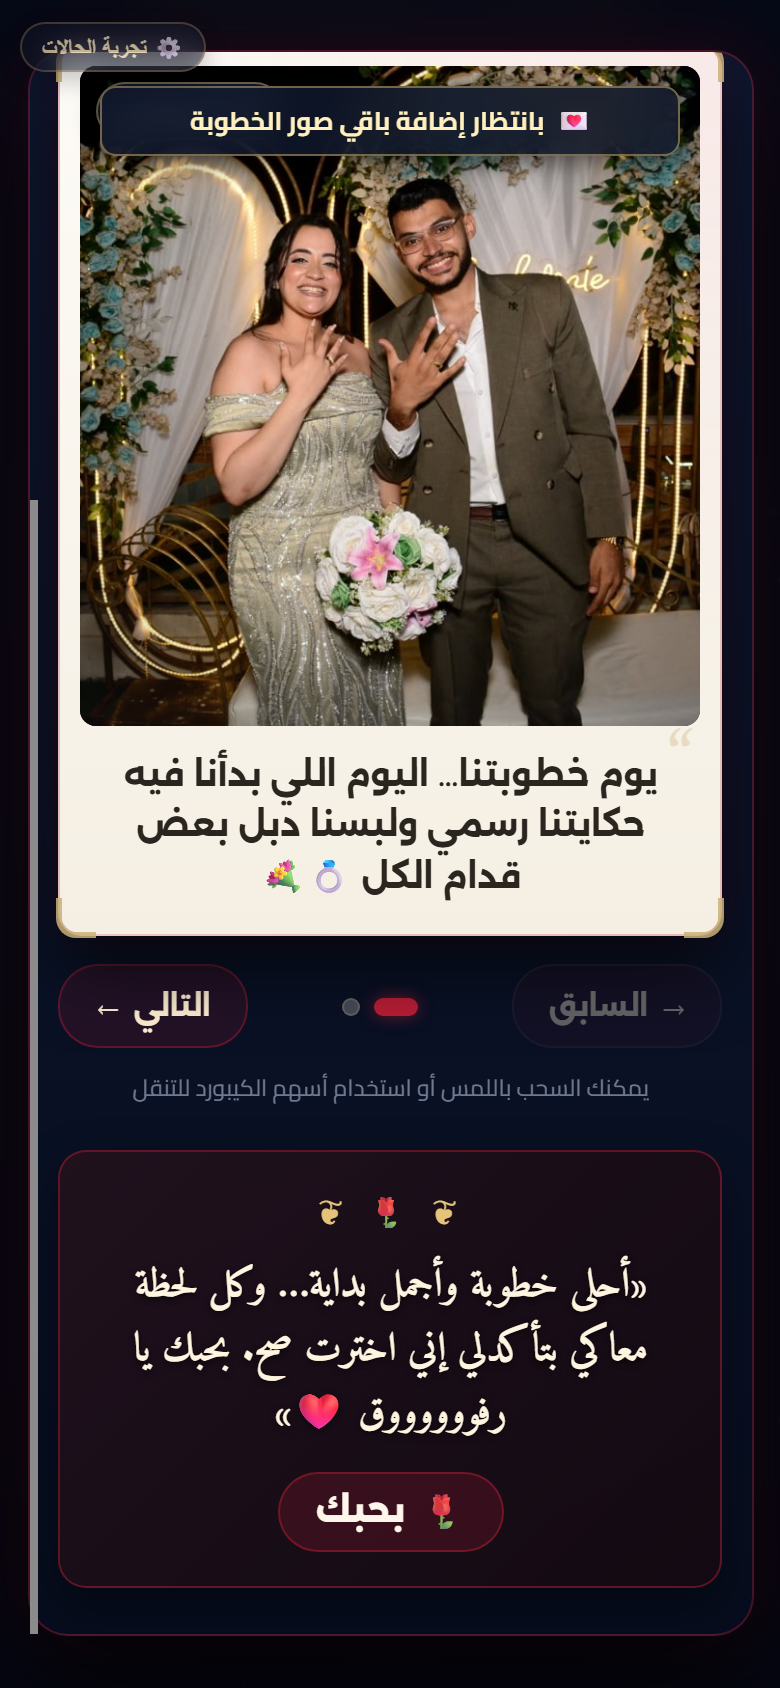 تجربة الحالات
بانتظار إضافة باقي صور الخطوبة
يوم خطوبتنا... اليوم اللي بدأنا فيه
حكايتنا رسمي ولبسنا دبل بعض
قدام الكل 💍 💐
→ السابق
التالي ←
يمكنك السحب باللمس أو استخدام أسهم الكيبورد للتنقل
«أحلى خطوبة وأجمل بداية... وكل لحظة
معاكي بتأكدلي إني اخترت صح. بحبك يا
رفوووووووق ❤️»
🌹 بحبك